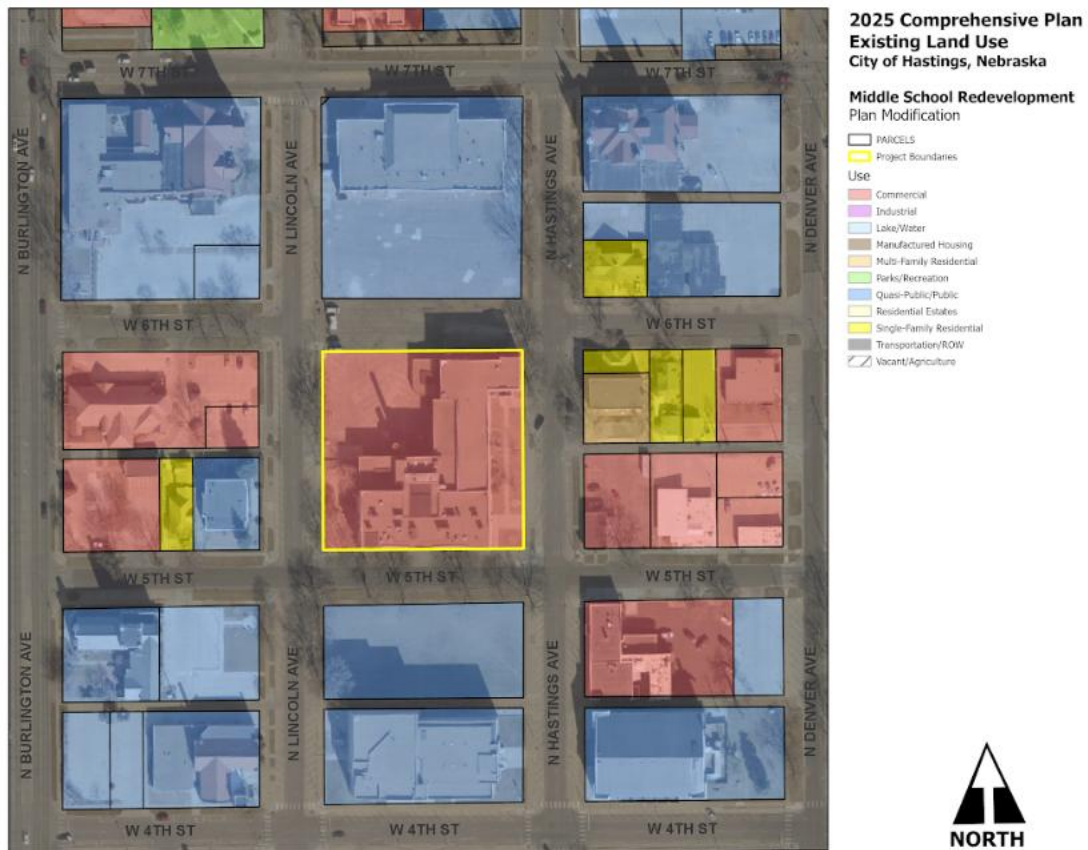 2025 Comprehensive Plan
Existing Land Use
City of Hastings, Nebraska
Middle School Redevelopment
Plan Modification
PARCELS
Project Boundaries
Use
Commercial
Industrial
Lake/Water
Manufactured Housing
Multi-Family Residential
Parks/Recreation
Quasi-Public/Public
Residential Estates
Single-Family Residential
Transportation/ROW
Vacant/Agriculture
W 7TH ST
W 7TH ST
W 7TH ST
N BURLINGTON AVE
N LINCOLN AVE
N HASTINGS AVE
N DENVER AVE
W 6TH ST
W 6TH ST
W 5TH ST
W 5TH ST
W 5TH ST
N BURLINGTON AVE
N LINCOLN AVE
N HASTINGS AVE
N DENVER AVE
W 4TH ST
W 4TH ST
W 4TH ST
NORTH